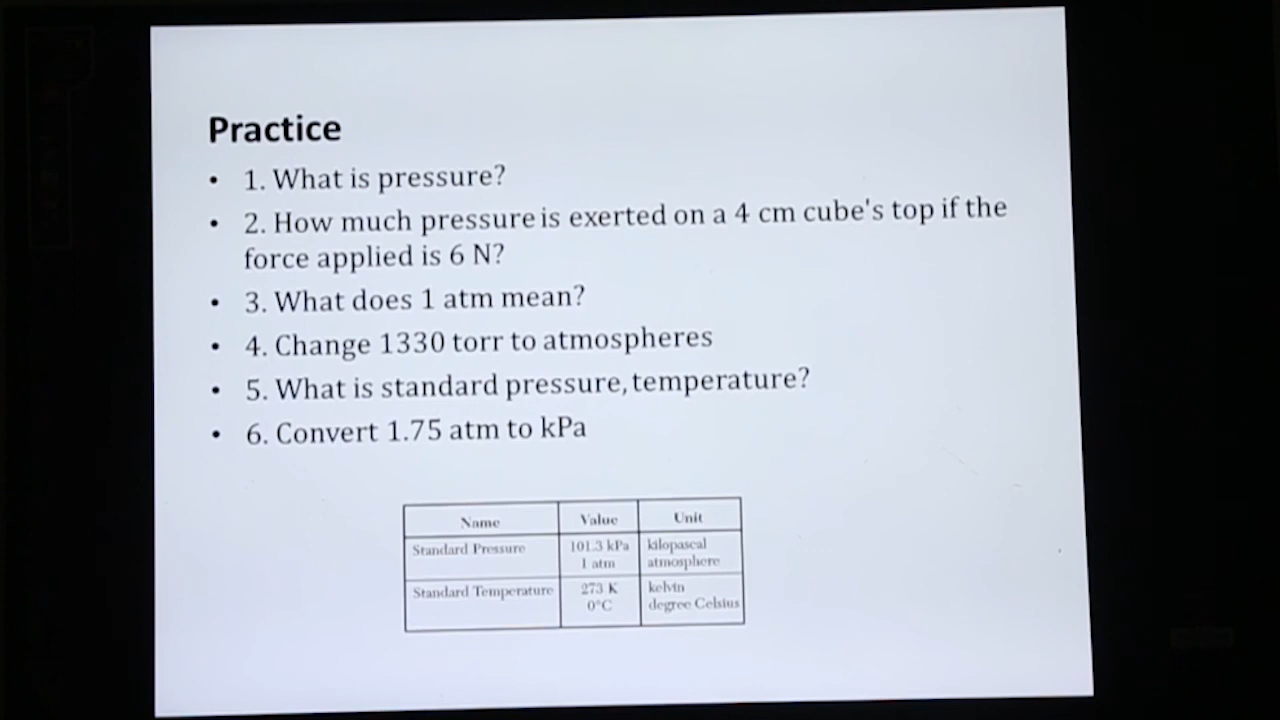 Practice
• 1. What is pressure?
• 2. How much pressure is exerted on a 4 cm cube's top if the
force applied is 6 N?
• 3. What does 1 atm mean?
• 4. Change 1330 torr to atmospheres
• 5. What is standard pressure, temperature?
• 6. Convert 1.75 atm to kPa
Name Value Unit
Standard Pressure 101.3 kPa kilopascal
1 atm atmosphere
Standard Temperature 273 K kelvin
0°C degree Celsius